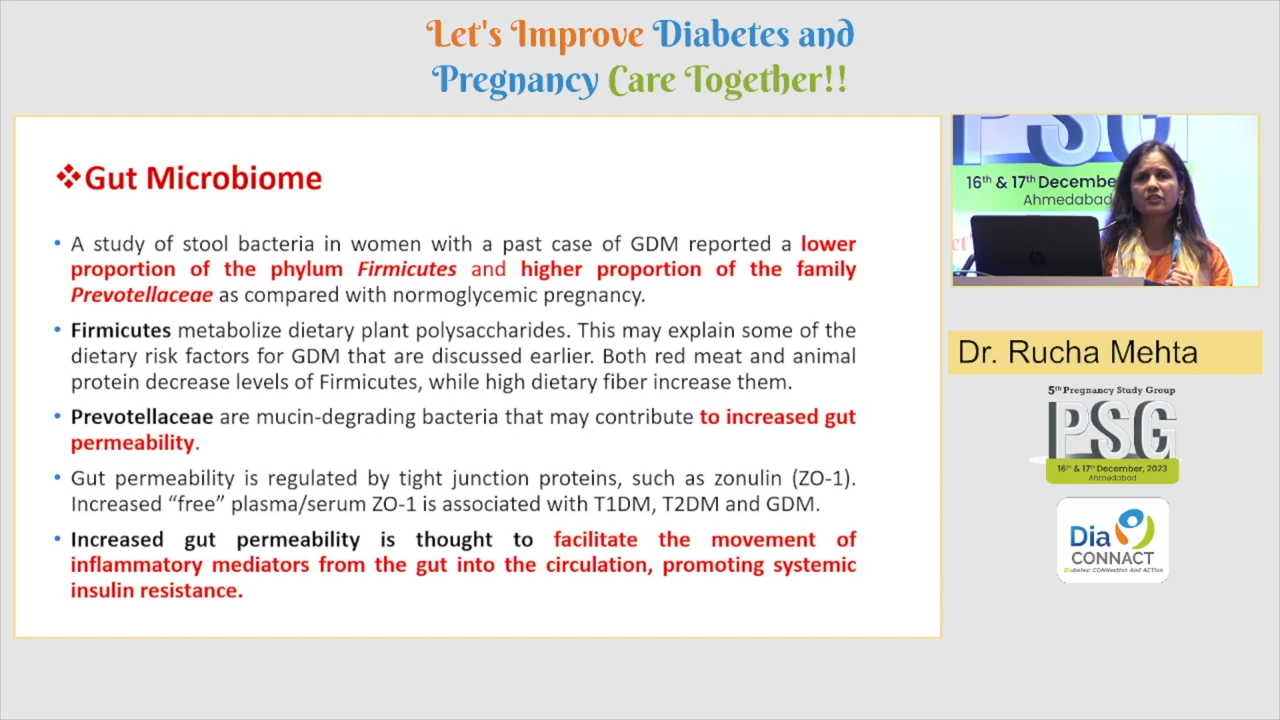 Let's Improve Diabetes and
Pregnancy Care Together!!
❖Gut Microbiome
• A study of stool bacteria in women with a past case of GDM reported a lower
proportion of the phylum Firmicutes and higher proportion of the family
Prevotellaceae as compared with normoglycemic pregnancy.
• Firmicutes metabolize dietary plant polysaccharides. This may explain some of the
dietary risk factors for GDM that are discussed earlier. Both red meat and animal
protein decrease levels of Firmicutes, while high dietary fiber increase them.
• Prevotellaceae are mucin-degrading bacteria that may contribute to increased gut
permeability.
• Gut permeability is regulated by tight junction proteins, such as zonulin (ZO-1).
Increased “free” plasma/serum ZO-1 is associated with T1DM, T2DM and GDM.
• Increased gut permeability is thought to facilitate the movement of
inflammatory mediators from the gut into the circulation, promoting systemic
insulin resistance.
PSG
16th & 17th Decembe
Ahmedabad
hp
Dr. Rucha Mehta
5th Pregnancy Study Group
PSG
16th & 17th December, 2023
Ahmedabad
Dia
CONNACT
Diabetes: CONnection And ACTion